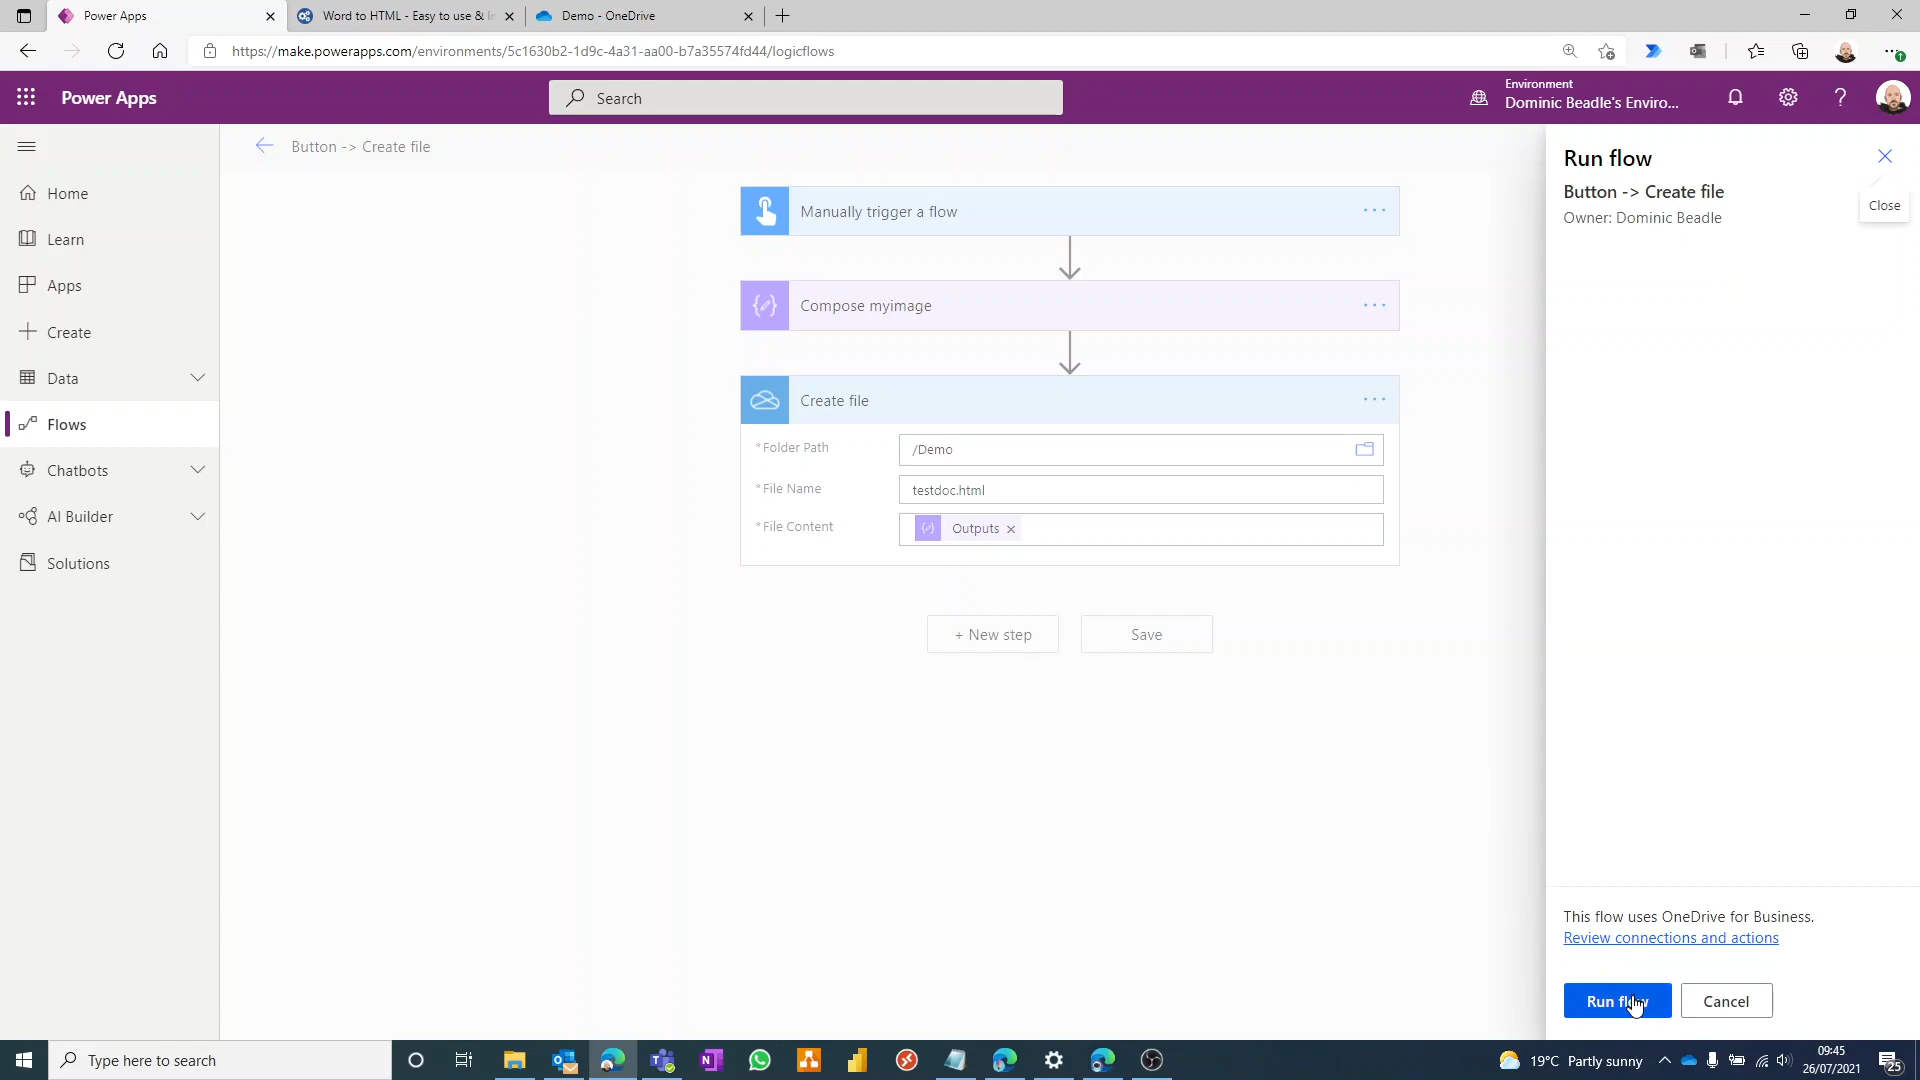 Power Apps
Word to HTML - Easy to use & I
Demo - OneDrive
https://make.powerapps.com/environments/5c1630b2-1d9c-4a31-aa00-b7a35574fd44/logicflows
Power Apps
Search
Environment
Dominic Beadle's Enviro...
Button -> Create file
Home
Learn
Apps
Create
Data
Flows
Chatbots
AI Builder
Solutions
Manually trigger a flow
Compose myimage
Create file
*Folder Path
/Demo
*File Name
testdoc.html
*File Content
Outputs
+ New step
Save
Run flow
Button -> Create file
Owner: Dominic Beadle
Close
This flow uses OneDrive for Business.
Review connections and actions
Run flow
Cancel
Type here to search
19°C Partly sunny
09:45
26/07/2021
25